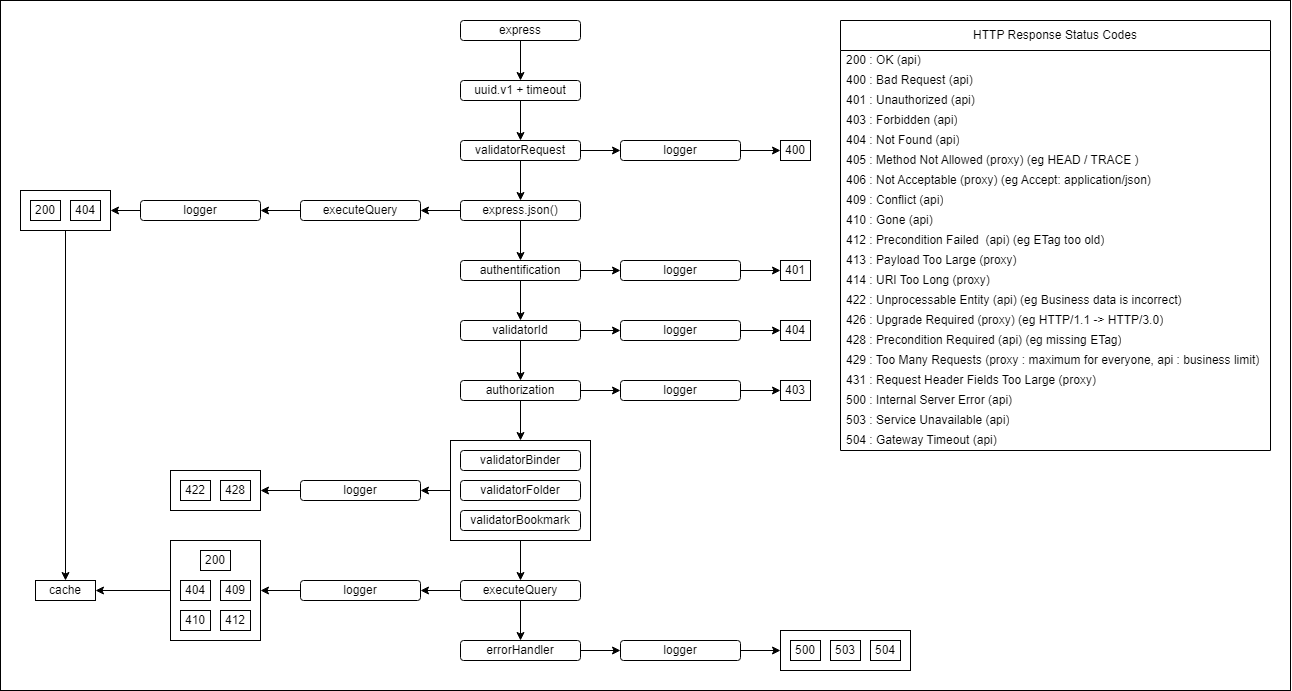 express
uuid.v1 + timeout
validatorRequest
logger
400
200
404
logger
executeQuery
express.json()
authentification
logger
401
validatorId
logger
404
authorization
logger
403
validatorBinder
validatorFolder
validatorBookmark
logger
422
428
executeQuery
logger
200
404
409
410
412
cache
errorHandler
logger
500
503
504
HTTP Response Status Codes
200 : OK (api)
400 : Bad Request (api)
401 : Unauthorized (api)
403 : Forbidden (api)
404 : Not Found (api)
405 : Method Not Allowed (proxy) (eg HEAD / TRACE )
406 : Not Acceptable (proxy) (eg Accept: application/json)
409 : Conflict (api)
410 : Gone (api)
412 : Precondition Failed  (api) (eg ETag too old)
413 : Payload Too Large (proxy)
414 : URI Too Long (proxy)
422 : Unprocessable Entity (api) (eg Business data is incorrect)
426 : Upgrade Required (proxy) (eg HTTP/1.1 -> HTTP/3.0)
428 : Precondition Required (api) (eg missing ETag)
429 : Too Many Requests (proxy : maximum for everyone, api : business limit)
431 : Request Header Fields Too Large (proxy)
500 : Internal Server Error (api)
503 : Service Unavailable (api)
504 : Gateway Timeout (api)